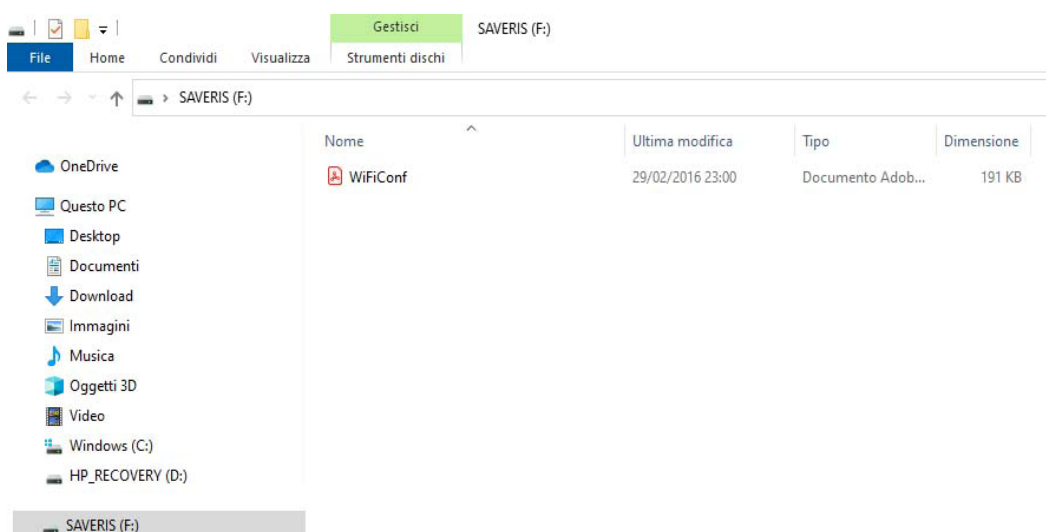 Gestisci
SAVERIS (F:)
File
Home
Condividi
Visualizza
Strumenti dischi
SAVERIS (F:)
Nome
Ultima modifica
Tipo
Dimensione
OneDrive
WiFiConf
29/02/2016 23:00
Documento Adob...
191 KB
Questo PC
Desktop
Documenti
Download
Immagini
Musica
Oggetti 3D
Video
Windows (C:)
HP_RECOVERY (D:)
SAVERIS (F:)